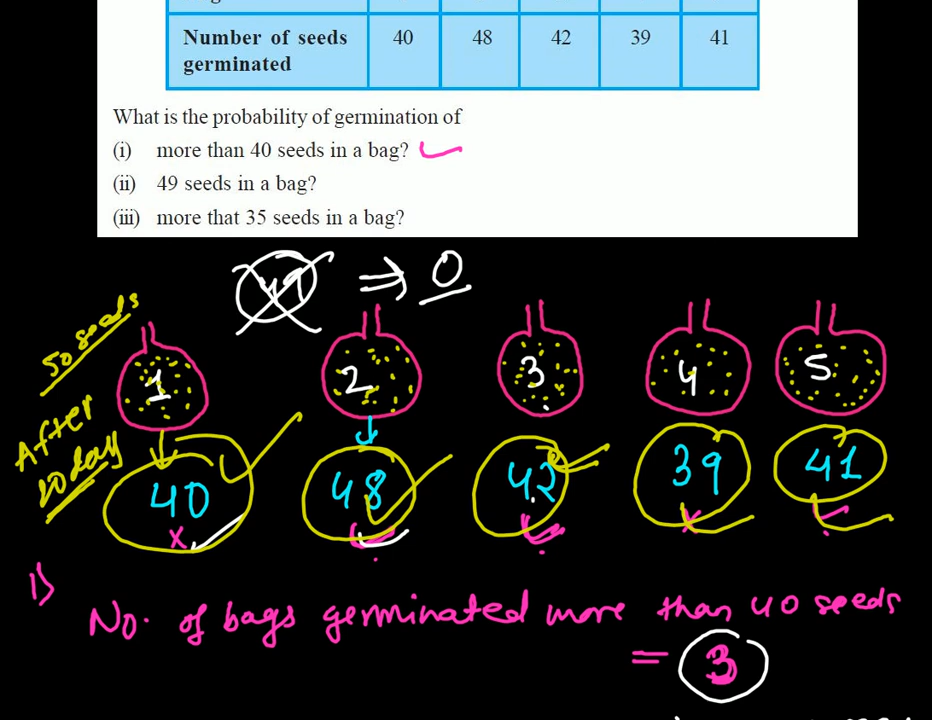 Number of seeds germinated 40 48 42 39 41
What is the probability of germination of
(i) more than 40 seeds in a bag?
(ii) 49 seeds in a bag?
(iii) more that 35 seeds in a bag?
49 ⇒ 0
50 seeds
1 2 3 4 5
After
10 day
40 48 42 39 41
x x
1)
No. of bags germinated more than 40 seeds
= 3